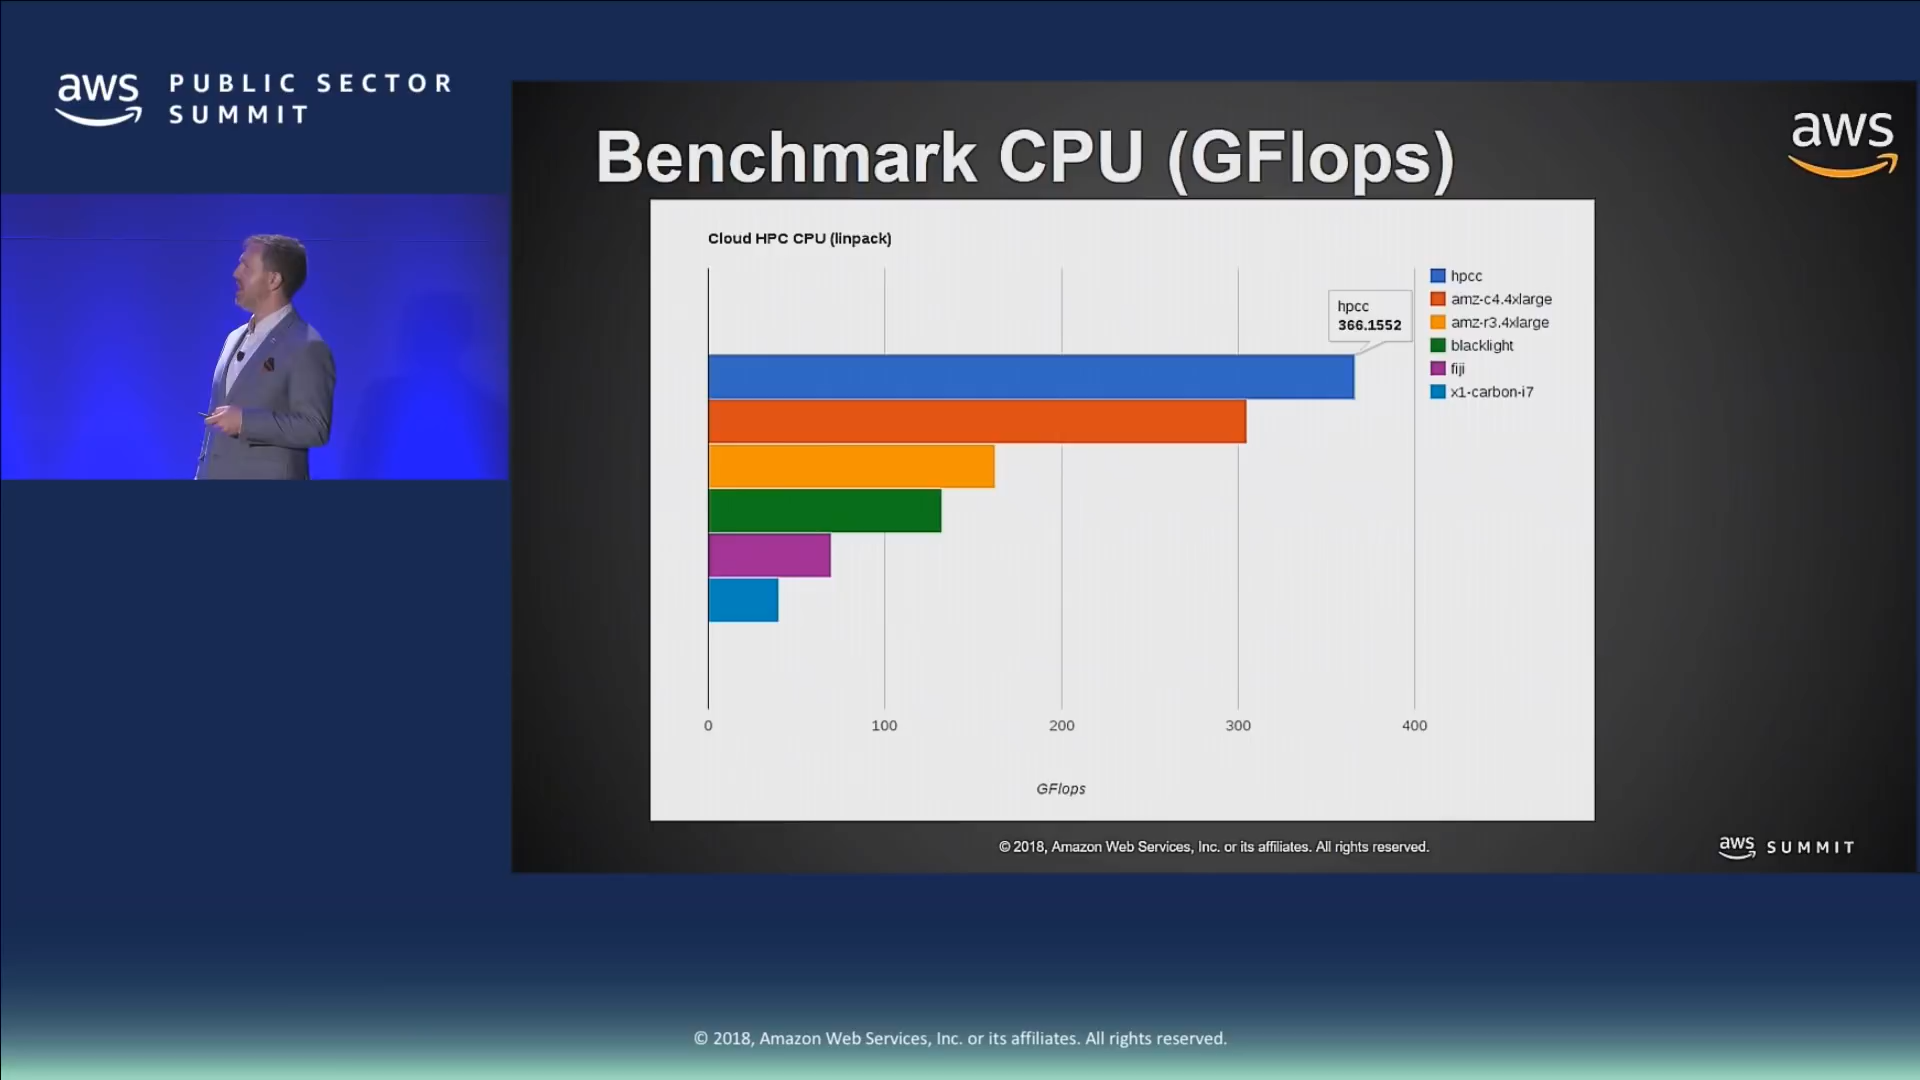 aws PUBLIC SECTOR
SUMMIT
Benchmark CPU (GFlops)
aws
Cloud HPC CPU (linpack)
hpcc
366.1552
hpcc
amz-c4.4xlarge
amz-r3.4xlarge
blacklight
fiji
x1-carbon-i7
0 100 200 300 400
GFlops
© 2018, Amazon Web Services, Inc. or its affiliates. All rights reserved.
aws SUMMIT
© 2018, Amazon Web Services, Inc. or its affiliates. All rights reserved.